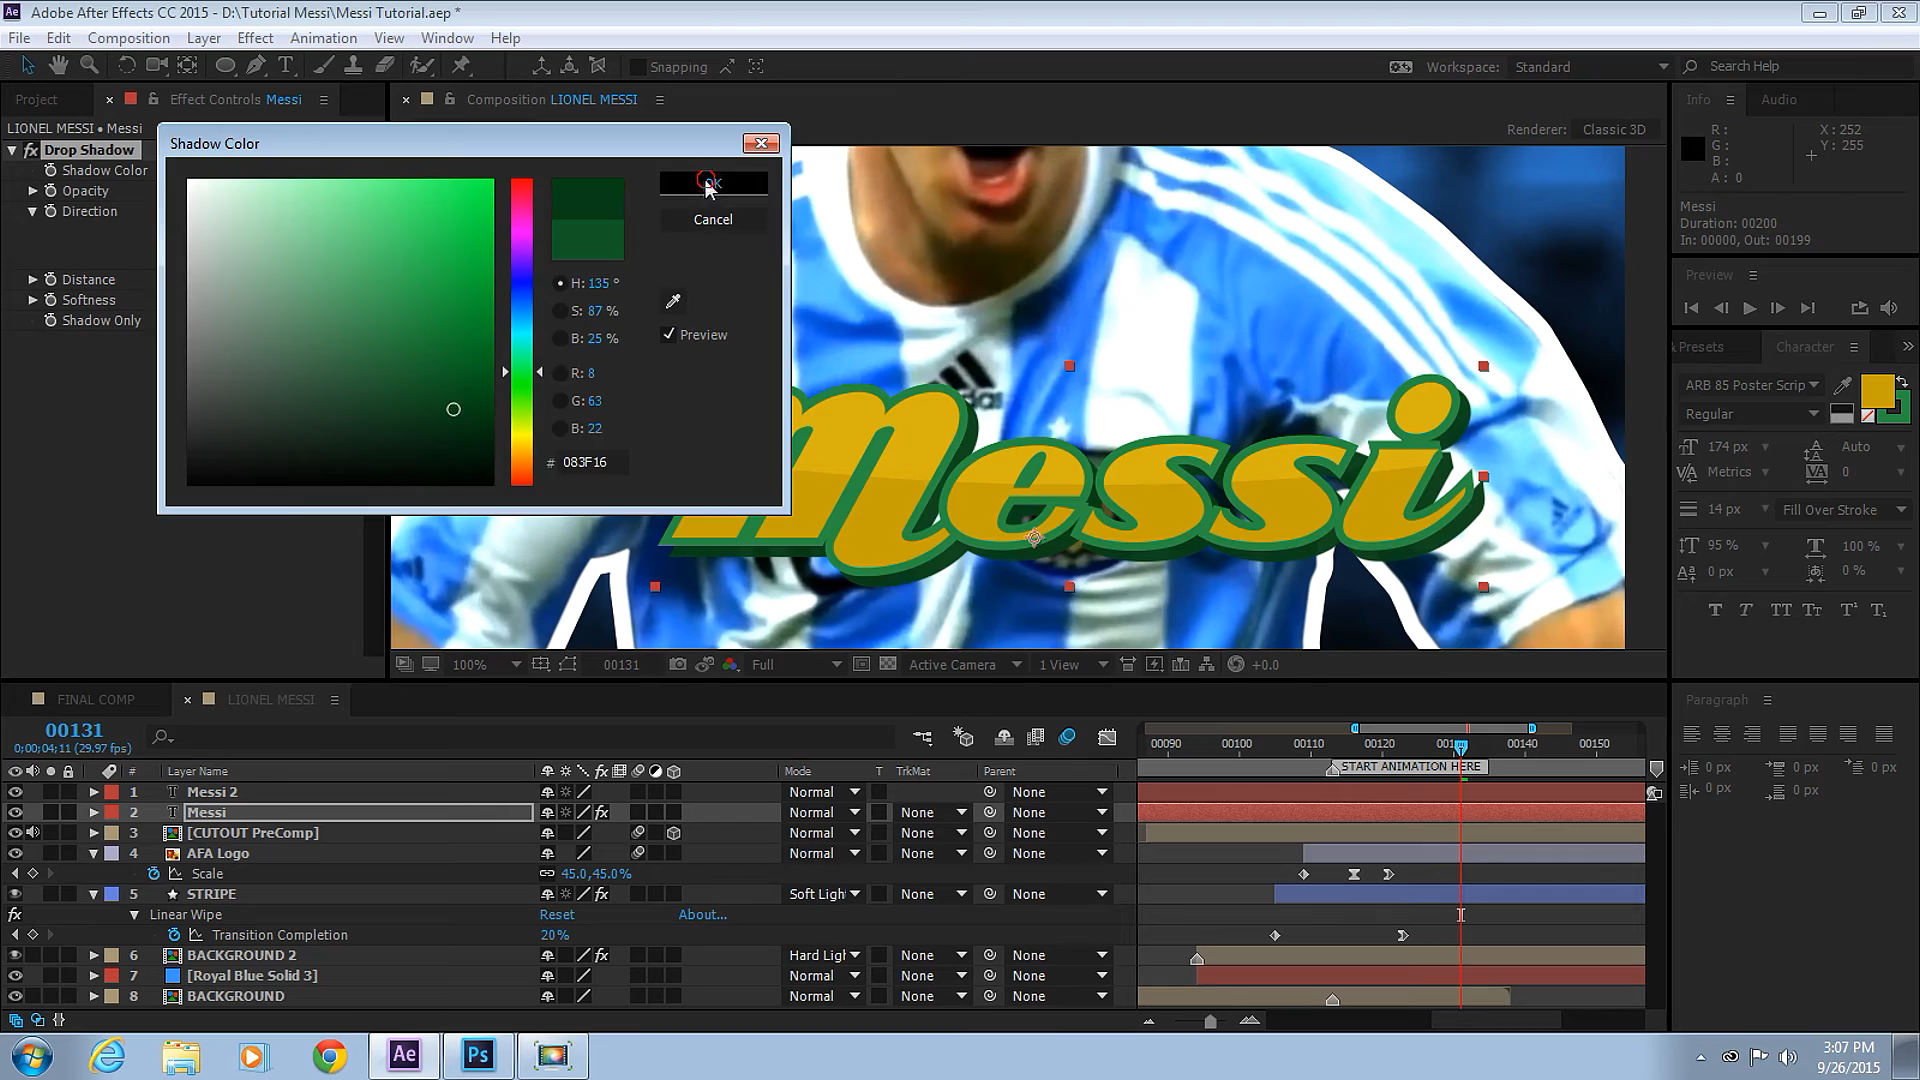 Ae Adobe After Effects CC 2015 - D:\Tutorial Messi\Messi Tutorial.aep *
File Edit Composition Layer Effect Animation View Window Help
Snapping
Workspace: Standard
Search Help
Project
Effect Controls Messi
Composition LIONEL MESSI
Info
Audio
LIONEL MESSI • Messi
Renderer: Classic 3D
fx Drop Shadow
Shadow Color
Opacity
Direction
Distance
Softness
Shadow Only
Shadow Color
OK
Cancel
H: 135 °
S: 87 %
B: 25 %
Preview
R: 8
G: 63
B: 22
# 083F16
Messi
R:
G:
B:
A: 0
X: 252
Y: 255
Messi
Duration: 00200
In: 00000, Out: 00199
Preview
& Presets
Character
ARB 85 Poster Scrip
Regular
174 px
Auto
Metrics
0
14 px
Fill Over Stroke
95 %
100 %
0 px
0 %
100%
00131
Full
Active Camera
1 View
+0.0
FINAL COMP
LIONEL MESSI
Paragraph
00131
0;00;04;11 (29.97 fps)
00090 00100 00110 00120 0013 00140 00150
START ANIMATION HERE
# Layer Name
Mode T TrkMat Parent
1 T Messi 2 Normal None
2 T Messi Normal None None
3 [CUTOUT PreComp] Normal None None
4 AFA Logo Normal None None
Scale 45.0,45.0%
5 STRIPE Soft Ligh None None
fx Linear Wipe Reset About...
Transition Completion 20%
6 BACKGROUND 2 Hard Lig None None
7 [Royal Blue Solid 3] Normal None None
8 BACKGROUND Normal None None
0 px 0 px 0 px
0 px 0 px
Ae
Ps
3:07 PM
9/26/2015